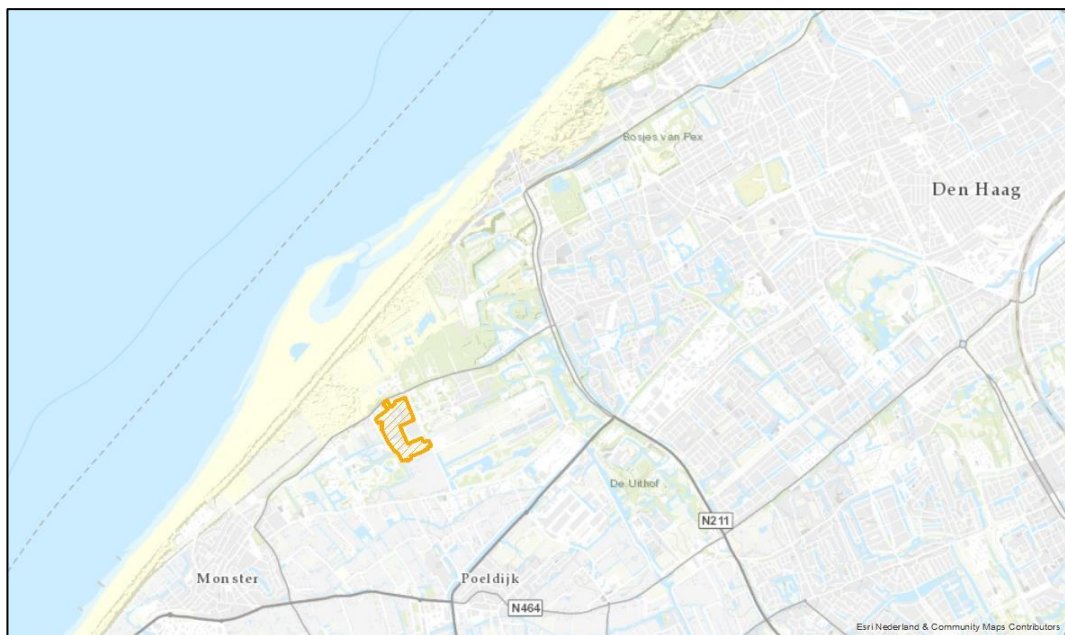 Bosjes van Pex
Den Haag
De Uithof
N211
Monster
Poeldijk
N464
Esri Nederland & Community Maps Contributors